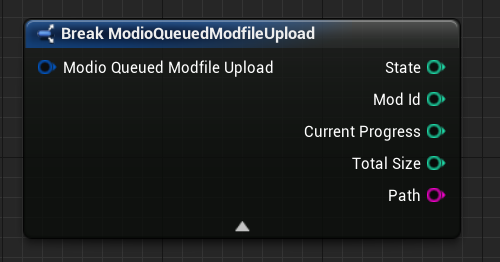 Break ModioQueuedModfileUpload
Modio Queued Modfile Upload
State
Mod Id
Current Progress
Total Size
Path